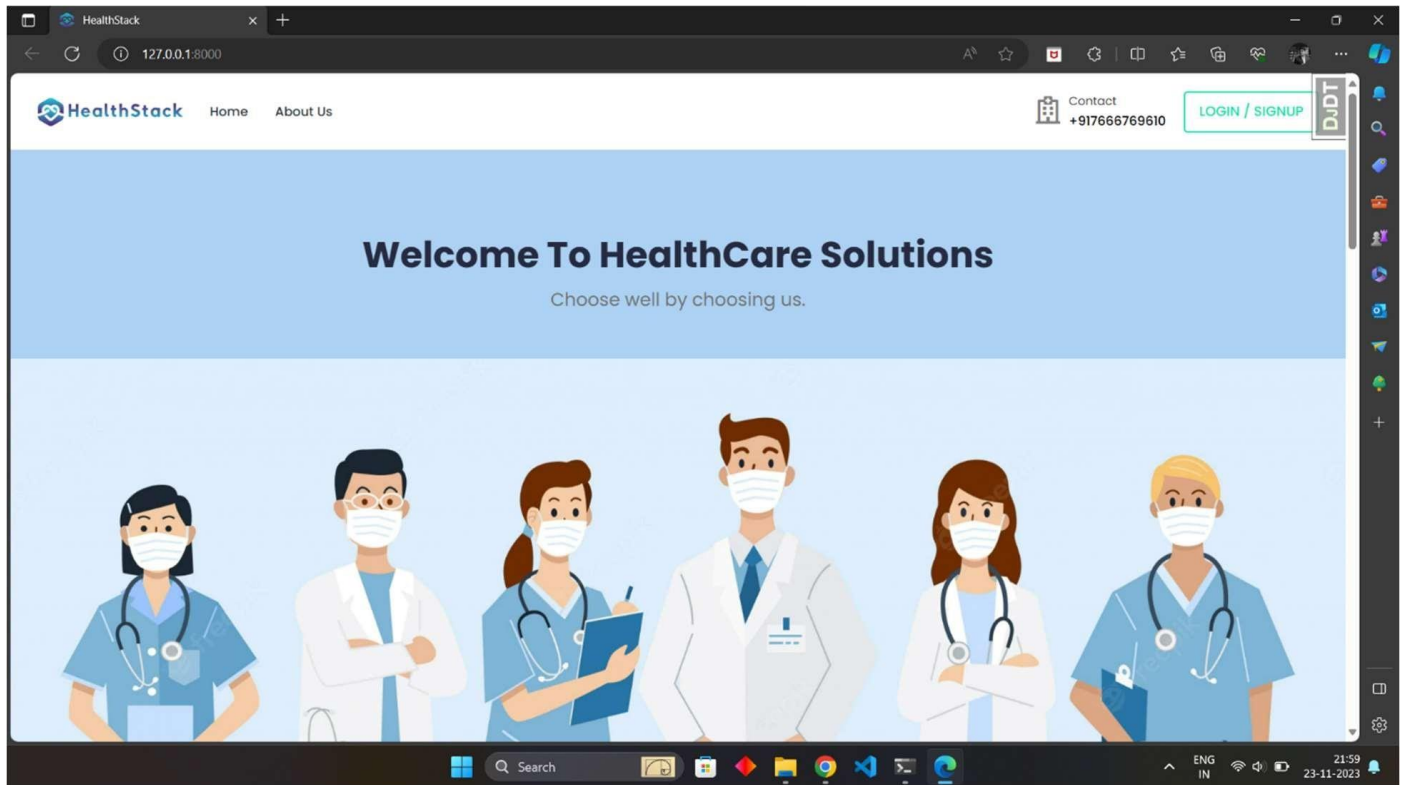 HealthStack
127.0.0.1:8000
HealthStack
Home
About Us
Contact
+917666769610
LOGIN / SIGNUP
DJDT
Welcome To HealthCare Solutions
Choose well by choosing us.
Search
ENG
IN
21:59
23-11-2023